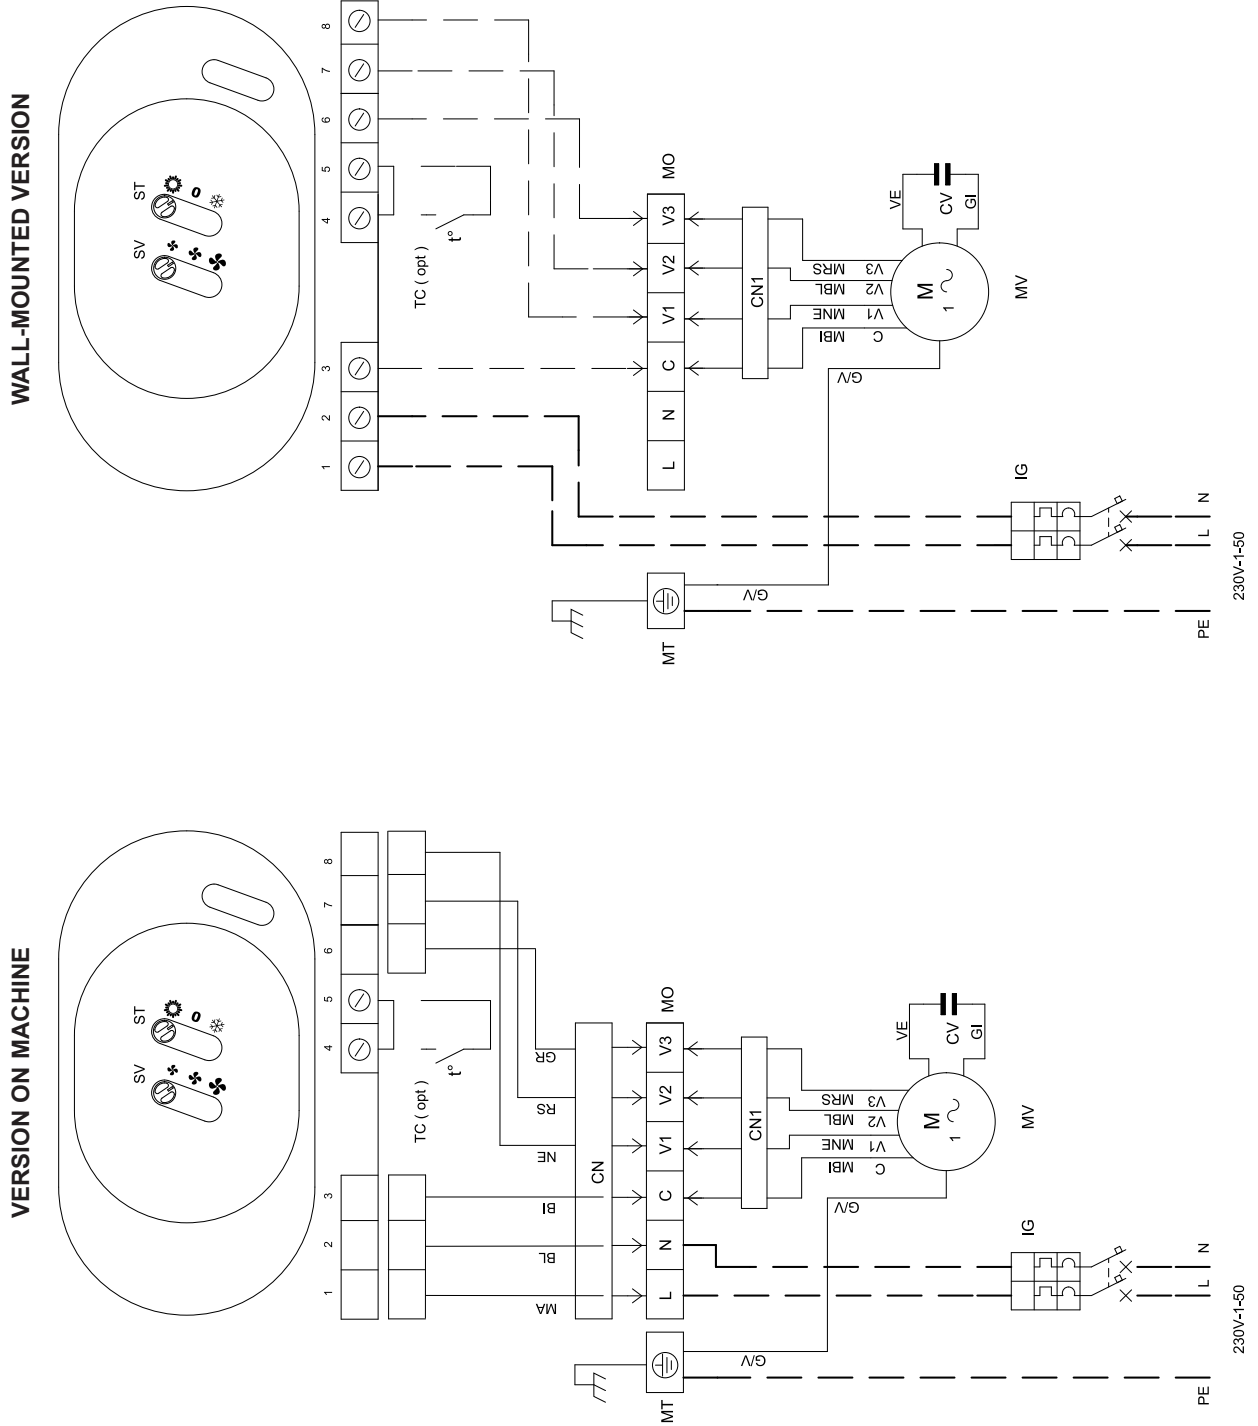 WALL-MOUNTED VERSION
SV
ST
0
1
2
3
4
5
6
7
8
TC ( opt )
t°
MO
L
N
C
V1
V2
V3
CN1
MBI
MNE
MBL
MRS
C
V1
V2
V3
G/V
M
1
MV
VE
CV
GI
MT
G/V
IG
PE
L
N
230V-1-50
VERSION ON MACHINE
SV
ST
0
1
2
3
4
5
6
7
8
TC ( opt )
t°
MA
BL
BI
NE
RS
GR
CN
MO
L
N
C
V1
V2
V3
CN1
MBI
MNE
MBL
MRS
C
V1
V2
V3
G/V
M
1
MV
VE
CV
GI
MT
G/V
IG
PE
L
N
230V-1-50